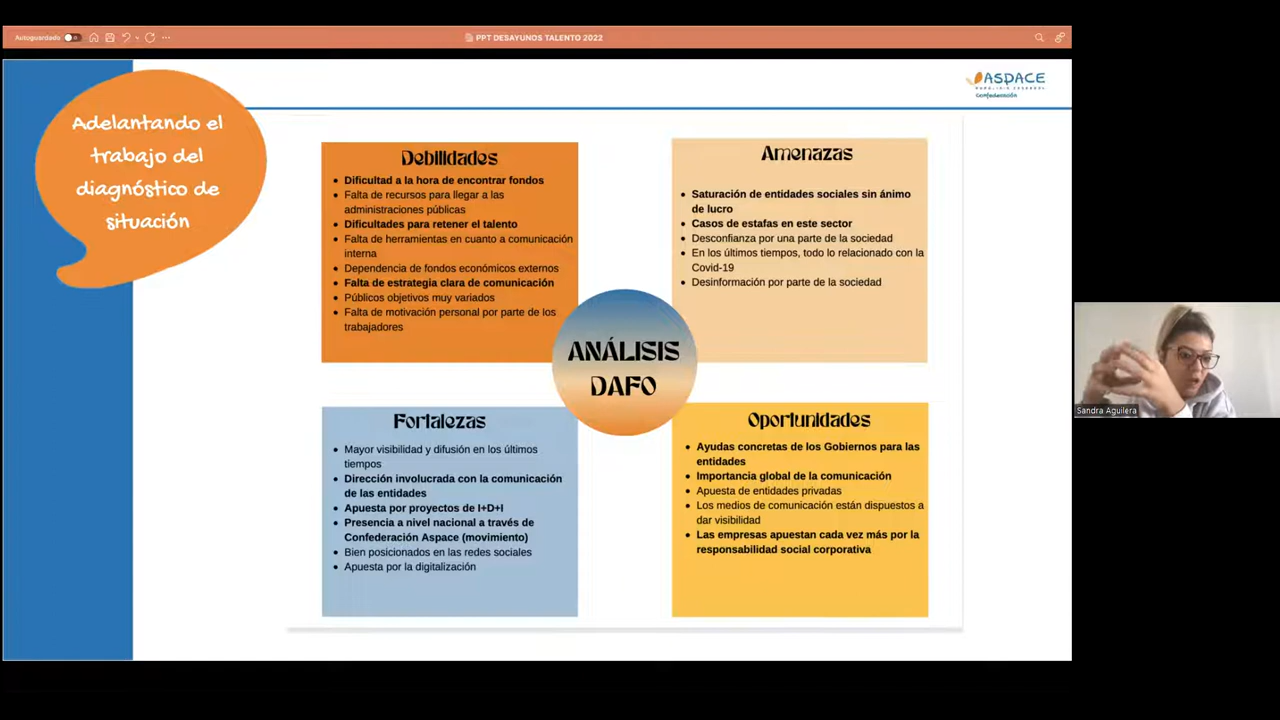 Autoguardado
PPT DESAYUNOS TALENTO 2022
Adelantando el
trabajo del
diagnóstico de
situación
ASPACE
PARÁLISIS CEREBRAL
Confederación
Debilidades
• Dificultad a la hora de encontrar fondos
• Falta de recursos para llegar a las
administraciones públicas
• Dificultades para retener el talento
• Falta de herramientas en cuanto a comunicación
interna
• Dependencia de fondos económicos externos
• Falta de estrategia clara de comunicación
• Públicos objetivos muy variados
• Falta de motivación personal por parte de los
trabajadores
Amenazas
• Saturación de entidades sociales sin ánimo
de lucro
• Casos de estafas en este sector
• Desconfianza por una parte de la sociedad
• En los últimos tiempos, todo lo relacionado con la
Covid-19
• Desinformación por parte de la sociedad
ANÁLISIS
DAFO
Fortalezas
• Mayor visibilidad y difusión en los últimos
tiempos
• Dirección involucrada con la comunicación
de las entidades
• Apuesta por proyectos de I+D+I
• Presencia a nivel nacional a través de
Confederación Aspace (movimiento)
• Bien posicionados en las redes sociales
• Apuesta por la digitalización
Oportunidades
• Ayudas concretas de los Gobiernos para las
entidades
• Importancia global de la comunicación
• Apuesta de entidades privadas
• Los medios de comunicación están dispuestos a
dar visibilidad
• Las empresas apuestan cada vez más por la
responsabilidad social corporativa
Sandra Aguilera